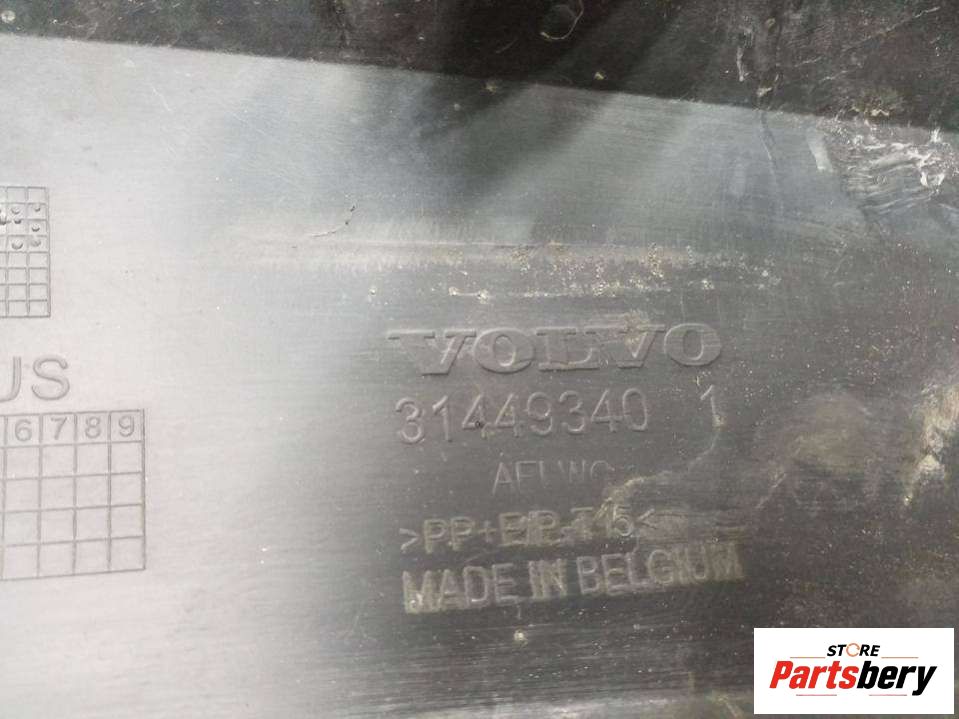 VOLVO
31449340 1
US
6 7 8 9
>PP+E/P-T15<
MADE IN BELGIUM
STORE
Partsbery